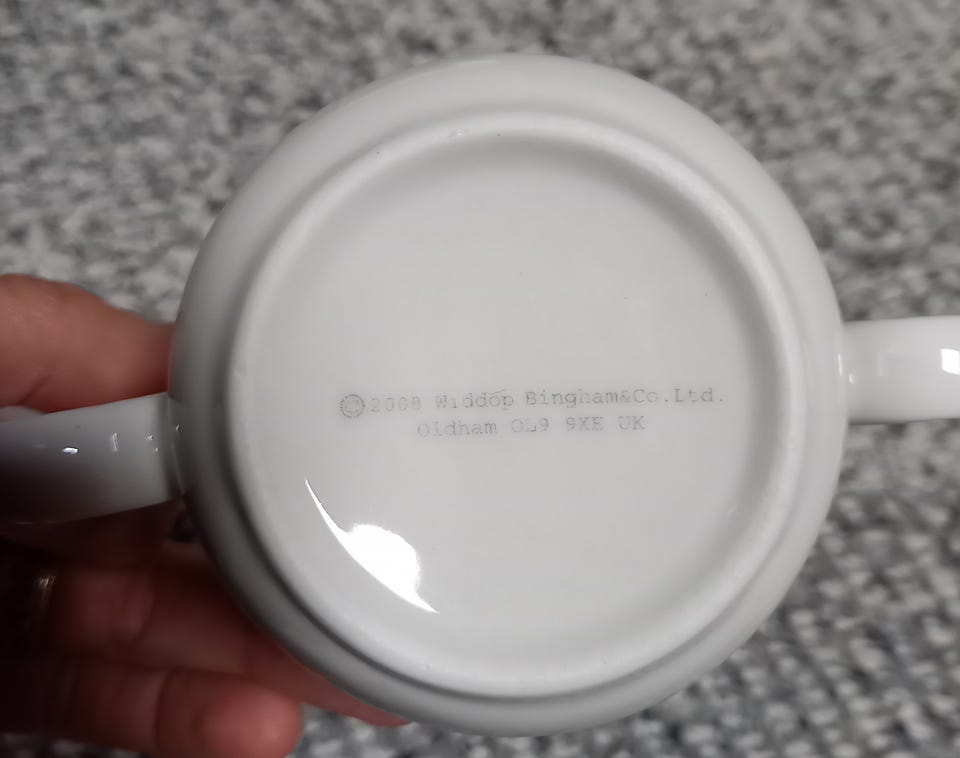 ©2008 Widdop Bingham&Co.Ltd.
Oldham OL9 9XE UK